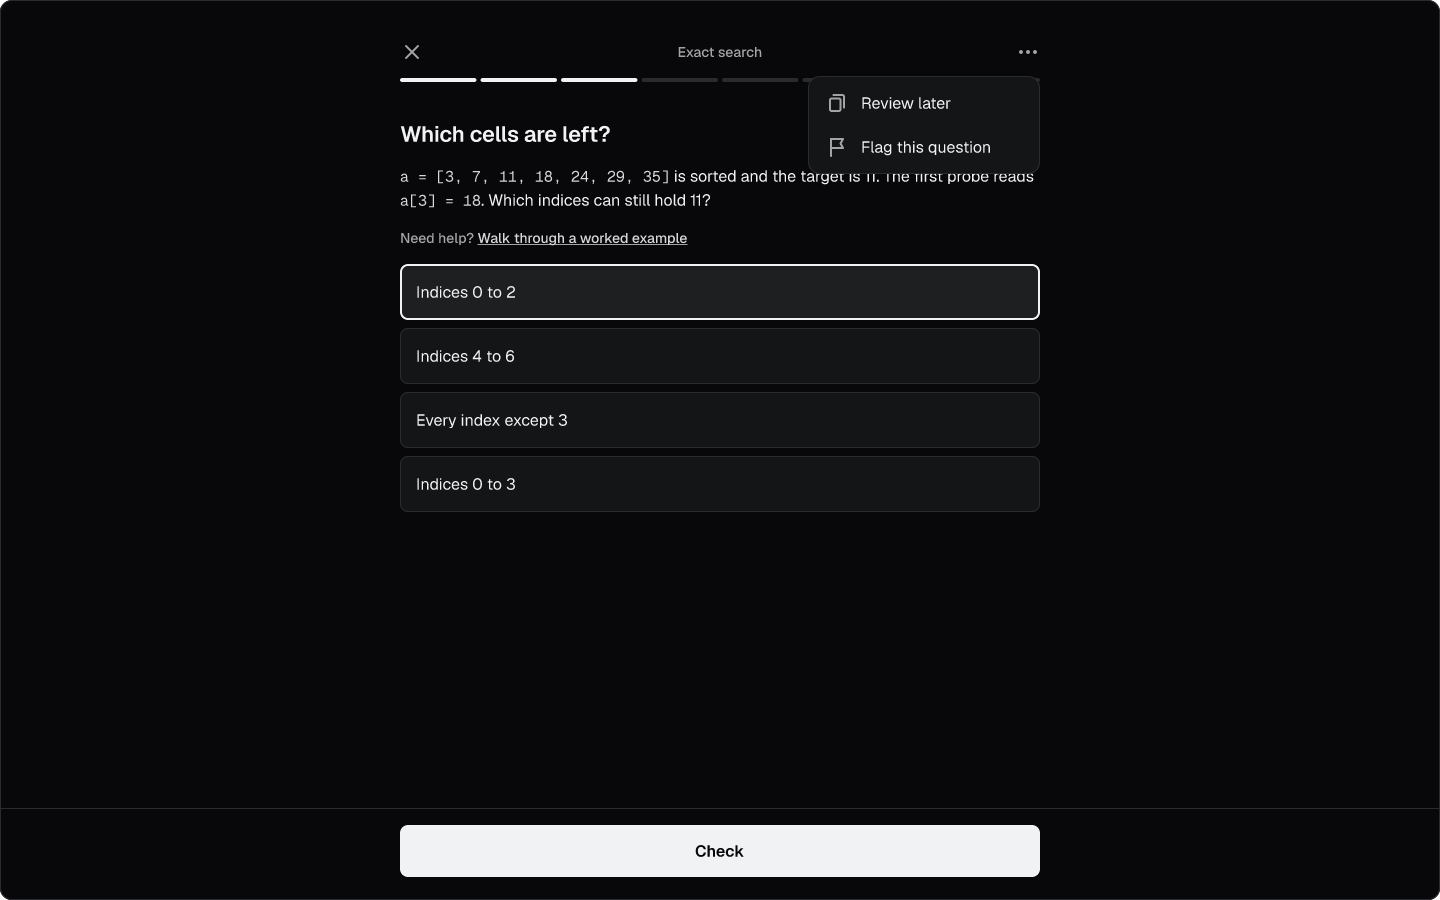 Exact search
Review later
Flag this question
Which cells are left?
a = [3, 7, 11, 18, 24, 29, 35] is sorted and the target is 11. The first probe reads
a[3] = 18. Which indices can still hold 11?
Need help? Walk through a worked example
Indices 0 to 2
Indices 4 to 6
Every index except 3
Indices 0 to 3
Check